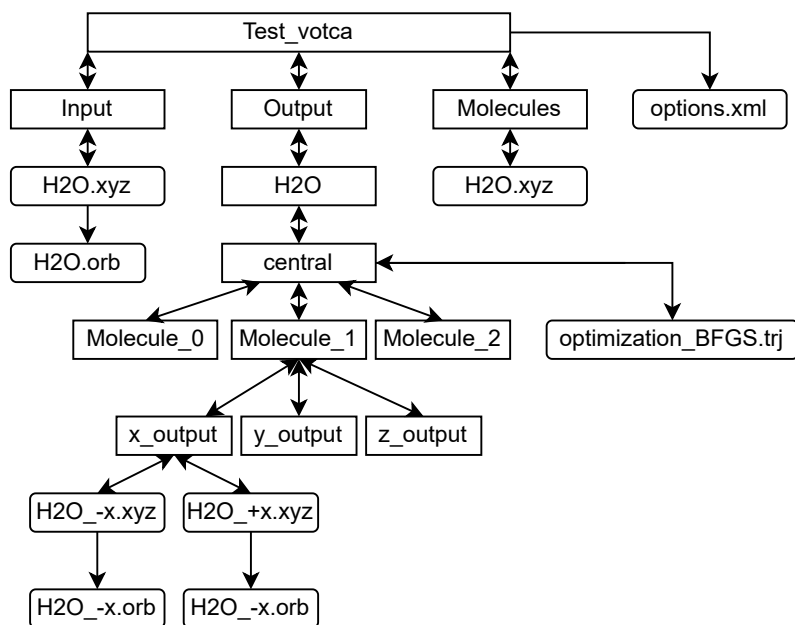 Test_votca
Input
Output
Molecules
options.xml
H2O.xyz
H2O
H2O.xyz
H2O.orb
central
Molecule_0
Molecule_1
Molecule_2
optimization_BFGS.trj
x_output
y_output
z_output
H2O_-x.xyz
H2O_+x.xyz
H2O_-x.orb
H2O_-x.orb